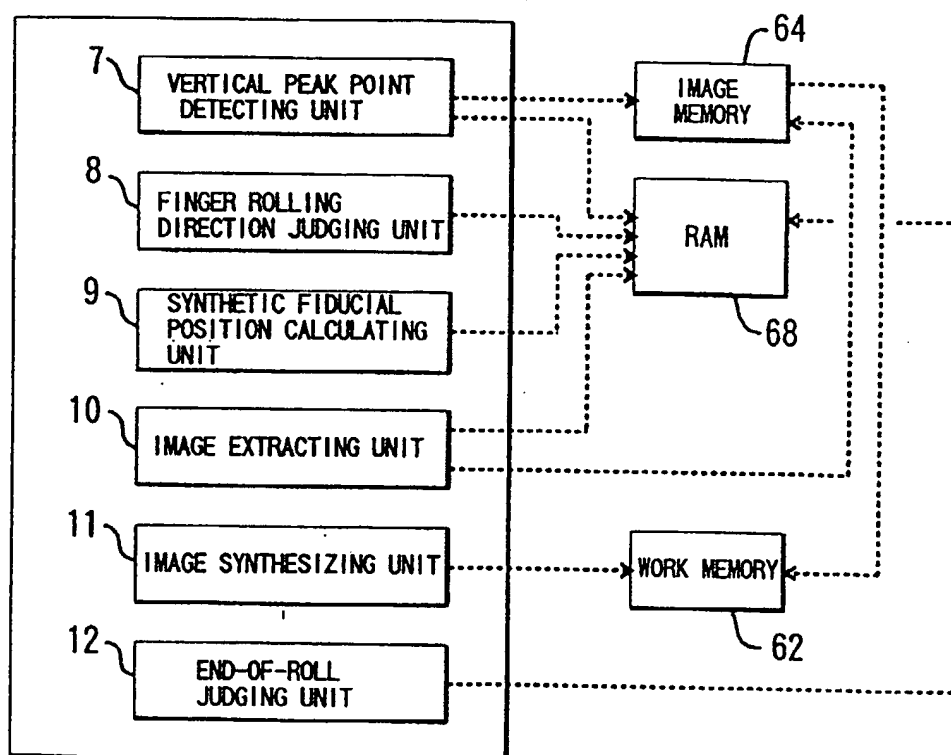 7
VERTICAL PEAK POINT
DETECTING UNIT
8
FINGER ROLLING
DIRECTION JUDGING UNIT
9
SYNTHETIC FIDUCIAL
POSITION CALCULATING
UNIT
10
IMAGE EXTRACTING UNIT
11
IMAGE SYNTHESIZING UNIT
12
END-OF-ROLL
JUDGING UNIT
64
IMAGE
MEMORY
RAM
68
WORK MEMORY
62